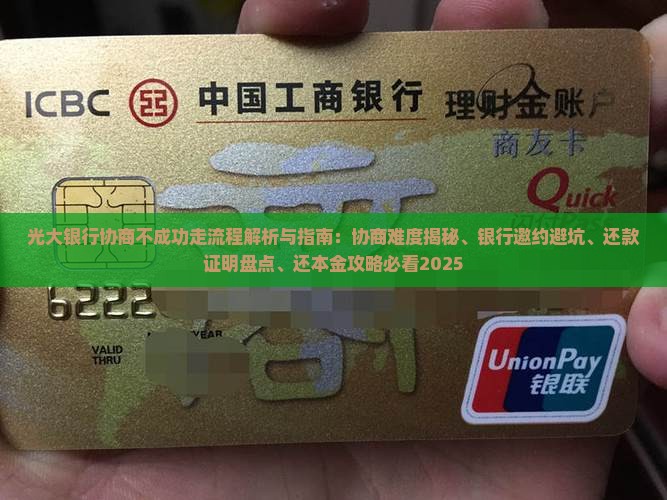 ICBC 中国工商银行 理财金账户
商友卡
Quick
光大银行协商不成功走流程解析与指南：协商难度揭秘、银行邀约避坑、还款
证明盘点、还本金攻略必看2025
6222
YEAR
VALID
THRU
UnionPay
银联